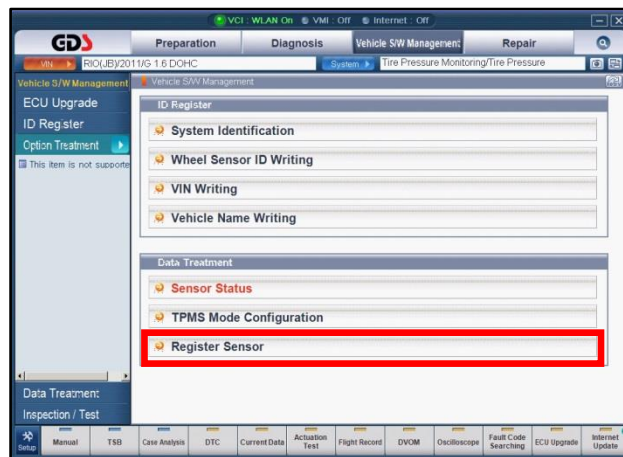 VCI : WLAN On VMI : Off Internet : Off
GDS Preparation Diagnosis Vehicle S/W Management Repair
VIN RIO(JB)/2011/G 1.6 DOHC System Tire Pressure Monitoring/Tire Pressure
Vehicle S/W Management
ECU Upgrade
ID Register
Option Treatment
This item is not supporte
Data Treatment
Inspection / Test
Vehicle S/W Management
ID Register
System Identification
Wheel Sensor ID Writing
VIN Writing
Vehicle Name Writing
Data Treatment
Sensor Status
TPMS Mode Configuration
Register Sensor
Setup Manual TSB Case Analysis DTC Current Data Actuation Test Flight Record DVOM Oscilloscope Fault Code Searching ECU Upgrade Internet Update